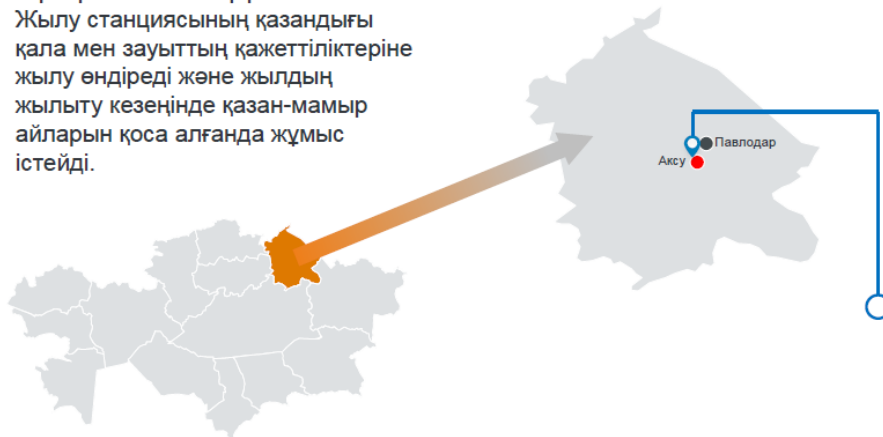 Жылу станциясының қазандығы
қала мен зауыттың қажеттіліктеріне
жылу өндіреді және жылдың
жылыту кезеңінде қазан-мамыр
айларын қоса алғанда жұмыс
істейді.
Павлодар
Аксу